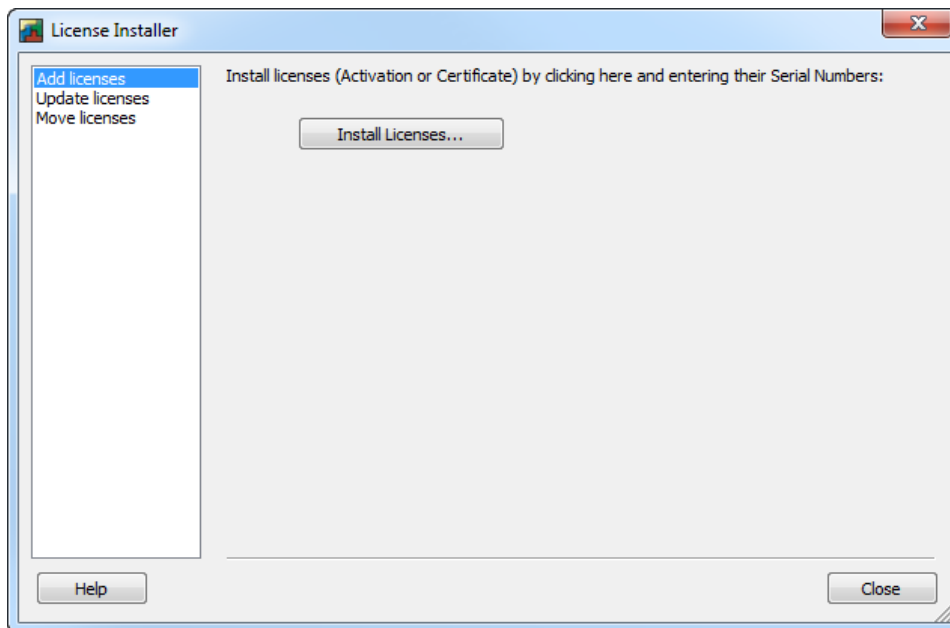 License Installer
Add licenses
Update licenses
Move licenses
Install licenses (Activation or Certificate) by clicking here and entering their Serial Numbers:
Install Licenses...
Help
Close